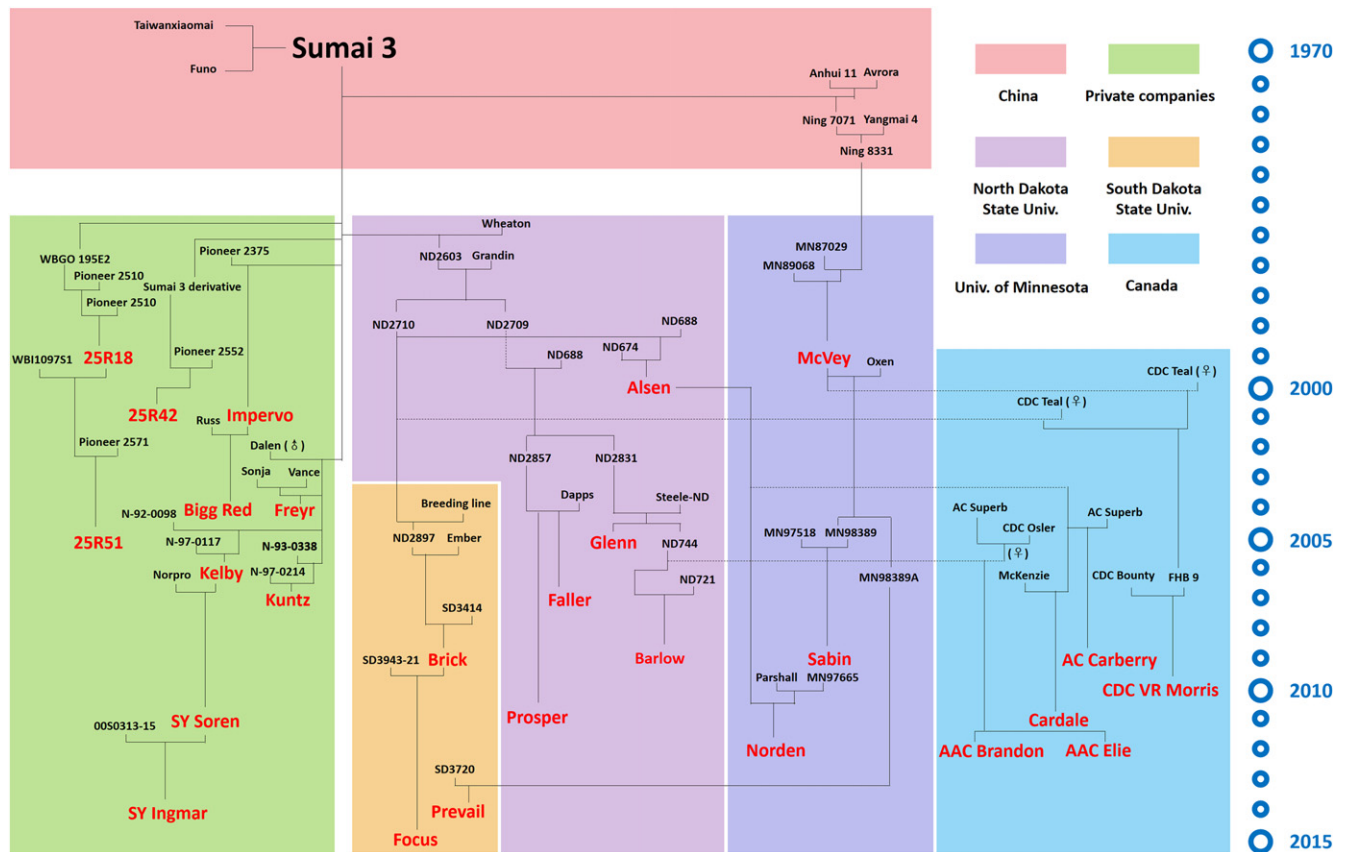 Taiwanxiaomai
Sumai 3
Funo
Anhui 11
Avrora
Ning 7071
Yangmai 4
Ning 8331
China
Private companies
North Dakota
State Univ.
South Dakota
State Univ.
Univ. of Minnesota
Canada
1970
2000
2005
2010
2015
WBGO 195E2
Pioneer 2375
Pioneer 2510
Sumai 3 derivative
Pioneer 2510
WBI1097S1
25R18
Pioneer 2552
25R42
Impervo
Russ
Pioneer 2571
Dalen (♂)
Sonja
Vance
N-92-0098
Bigg Red
Freyr
25R51
N-97-0117
N-93-0338
Kelby
N-97-0214
Norpro
Kuntz
SY Soren
00S0313-15
SY Ingmar
Wheaton
ND2603
Grandin
ND2710
ND2709
ND688
ND674
ND688
Alsen
ND2857
ND2831
Dapps
Steele-ND
Glenn
ND744
ND721
Faller
Barlow
Prosper
Breeding line
ND2897
Ember
SD3414
SD3943-21
Brick
SD3720
Prevail
Focus
MN87029
MN89068
McVey
Oxen
MN97518
MN98389
MN98389A
Sabin
Parshall
MN97665
Norden
CDC Teal (♀)
CDC Teal (♀)
AC Superb
AC Superb
CDC Osler
(♀)
McKenzie
CDC Bounty
FHB 9
AC Carberry
CDC VR Morris
Cardale
AAC Brandon
AAC Elie